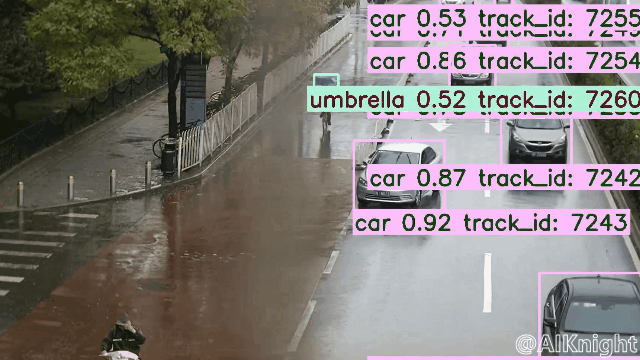 car 0.53 track_id: 7255
car 0.86 track_id: 7254
umbrella 0.52 track_id: 7260
car 0.87 track_id: 7242
car 0.92 track_id: 7243
@AIKnight